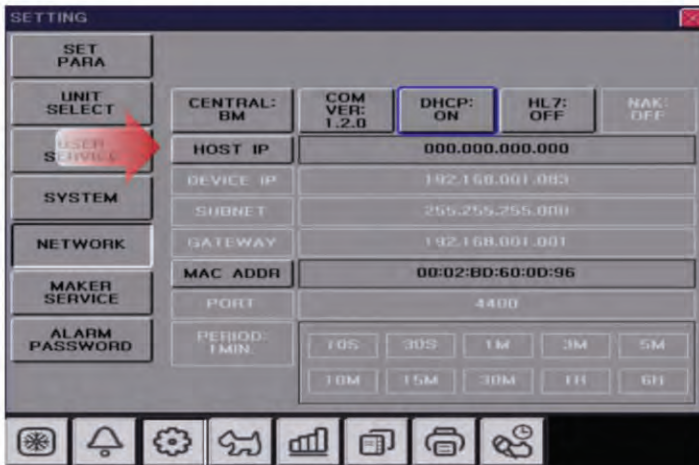 SETTING
SET
PARA
UNIT
SELECT
USER
SERVICE
SYSTEM
NETWORK
MAKER
SERVICE
ALARM
PASSWORD
CENTRAL:
BM
COM
VER:
1.2.0
DHCP:
ON
HL7:
OFF
NAK:
OFF
HOST IP
000.000.000.000
DEVICE IP
192.168.001.083
SUBNET
255.255.255.000
GATEWAY
192.168.001.001
MAC ADDR
00:02:BD:60:0D:96
PORT
4400
PERIOD:
1MIN.
10S
30S
1M
3M
5M
10M
15M
30M
1H
6H